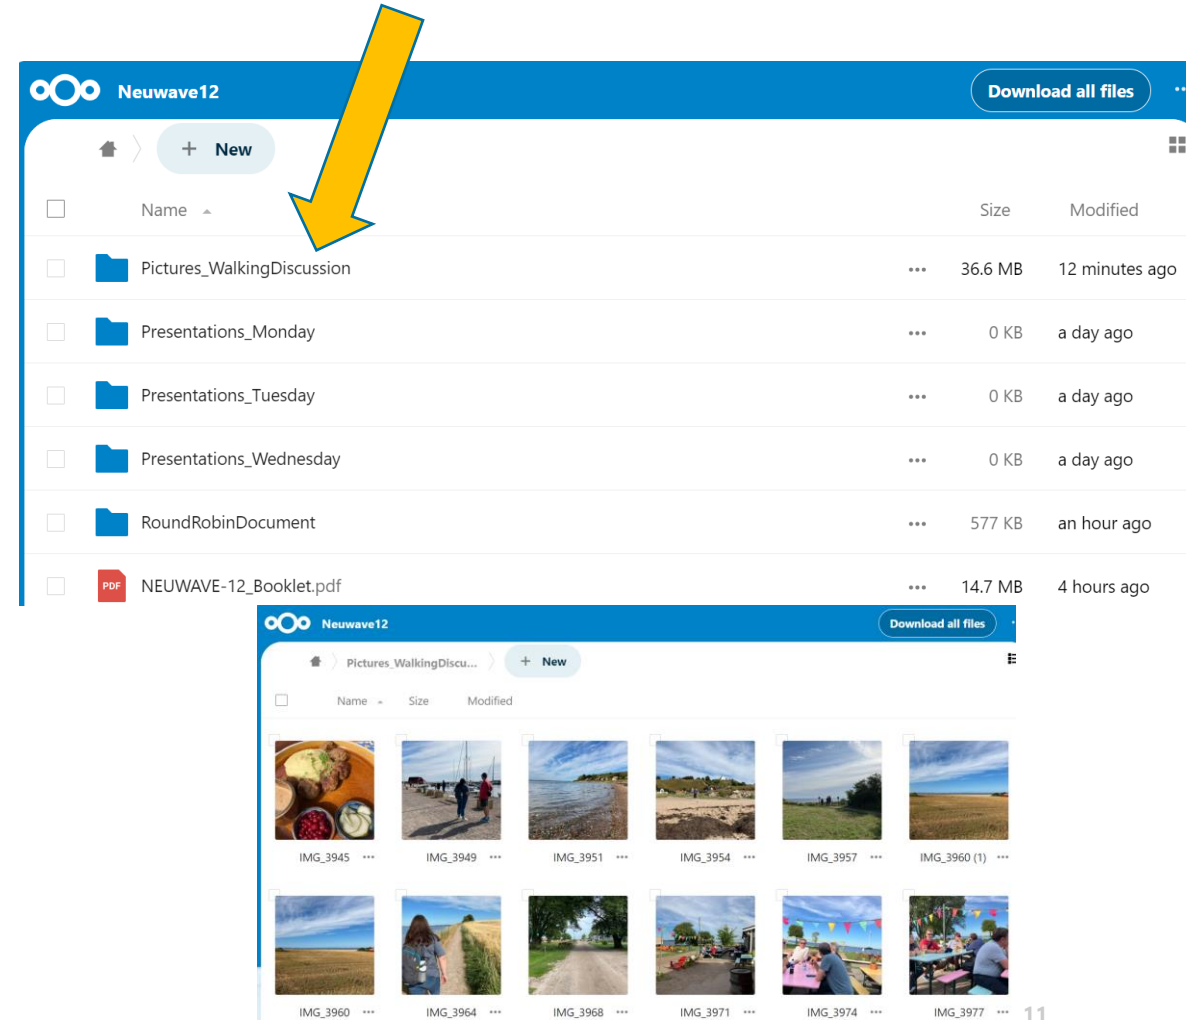 Neuwave12 Download all files ...
+ New
Name Size Modified
Pictures_WalkingDiscussion ... 36.6 MB 12 minutes ago
Presentations_Monday ... 0 KB a day ago
Presentations_Tuesday ... 0 KB a day ago
Presentations_Wednesday ... 0 KB a day ago
RoundRobinDocument ... 577 KB an hour ago
PDF NEUWAVE-12_Booklet.pdf ... 14.7 MB 4 hours ago
Neuwave12 Download all files
Pictures_WalkingDiscu... + New
Name Size Modified
IMG_3945 ... IMG_3949 ... IMG_3951 ... IMG_3954 ... IMG_3957 ... IMG_3960 (1) ...
IMG_3960 ... IMG_3964 ... IMG_3968 ... IMG_3971 ... IMG_3974 ... IMG_3977 ...
11